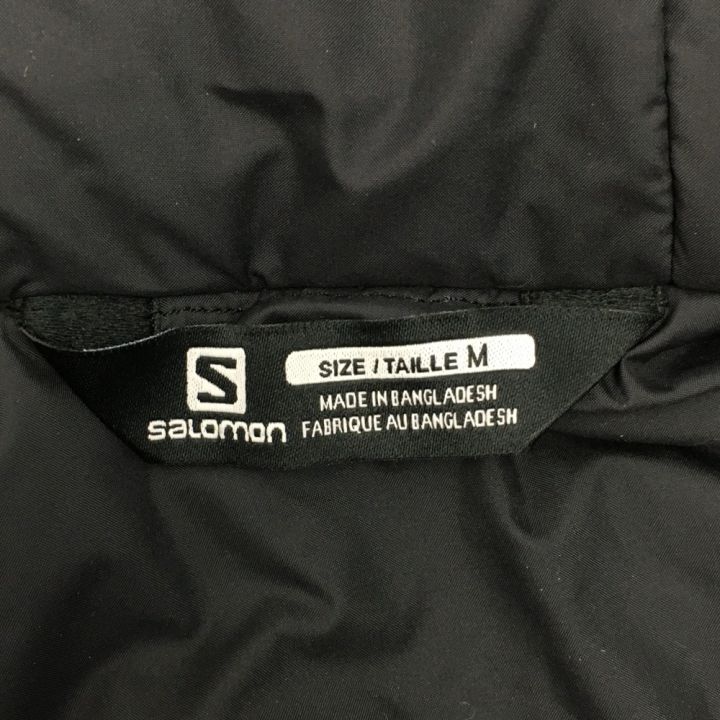 S
salomon
SIZE / TAILLE M
MADE IN BANGLADESH
FABRIQUE AU BANGLADESH